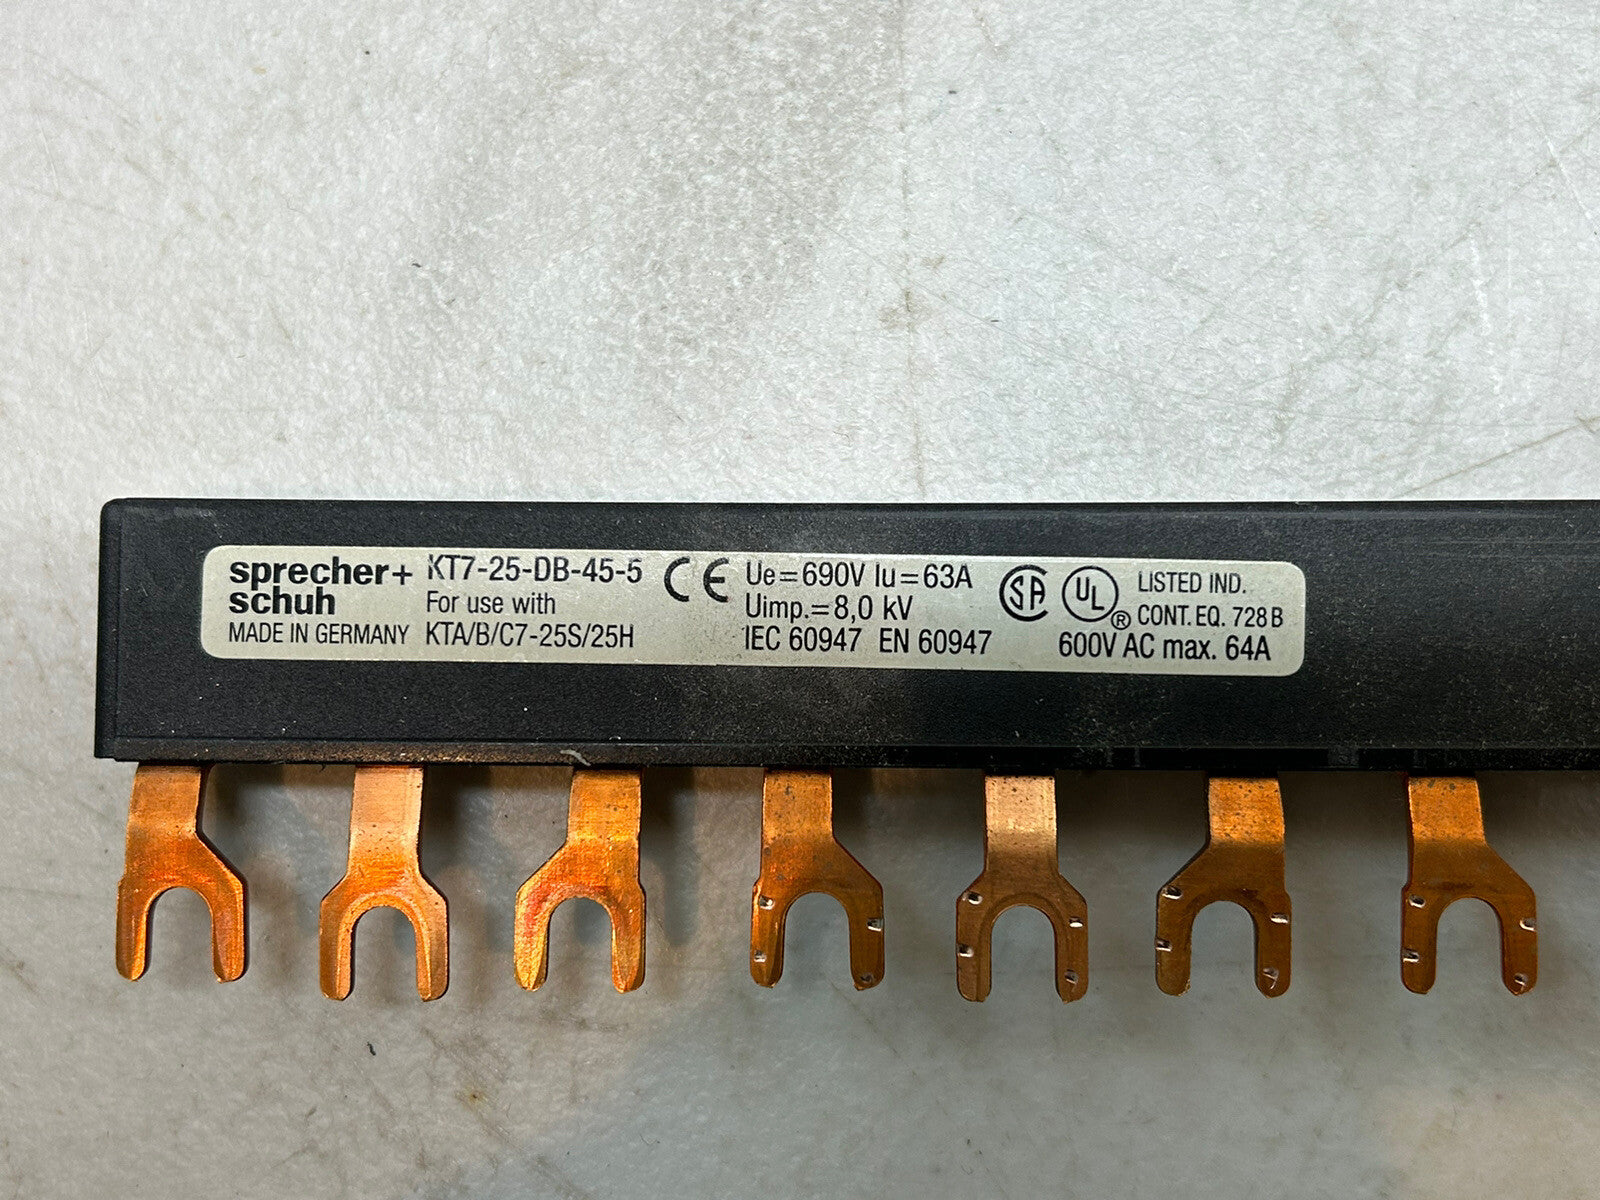 sprecher+
schuh
MADE IN GERMANY
KT7-25-DB-45-5
For use with
KTA/B/C7-25S/25H
CE
Ue=690V Iu=63A
Uimp.=8,0 kV
IEC 60947 EN 60947
SA UL ®
LISTED IND.
CONT. EQ. 728 B
600V AC max. 64A